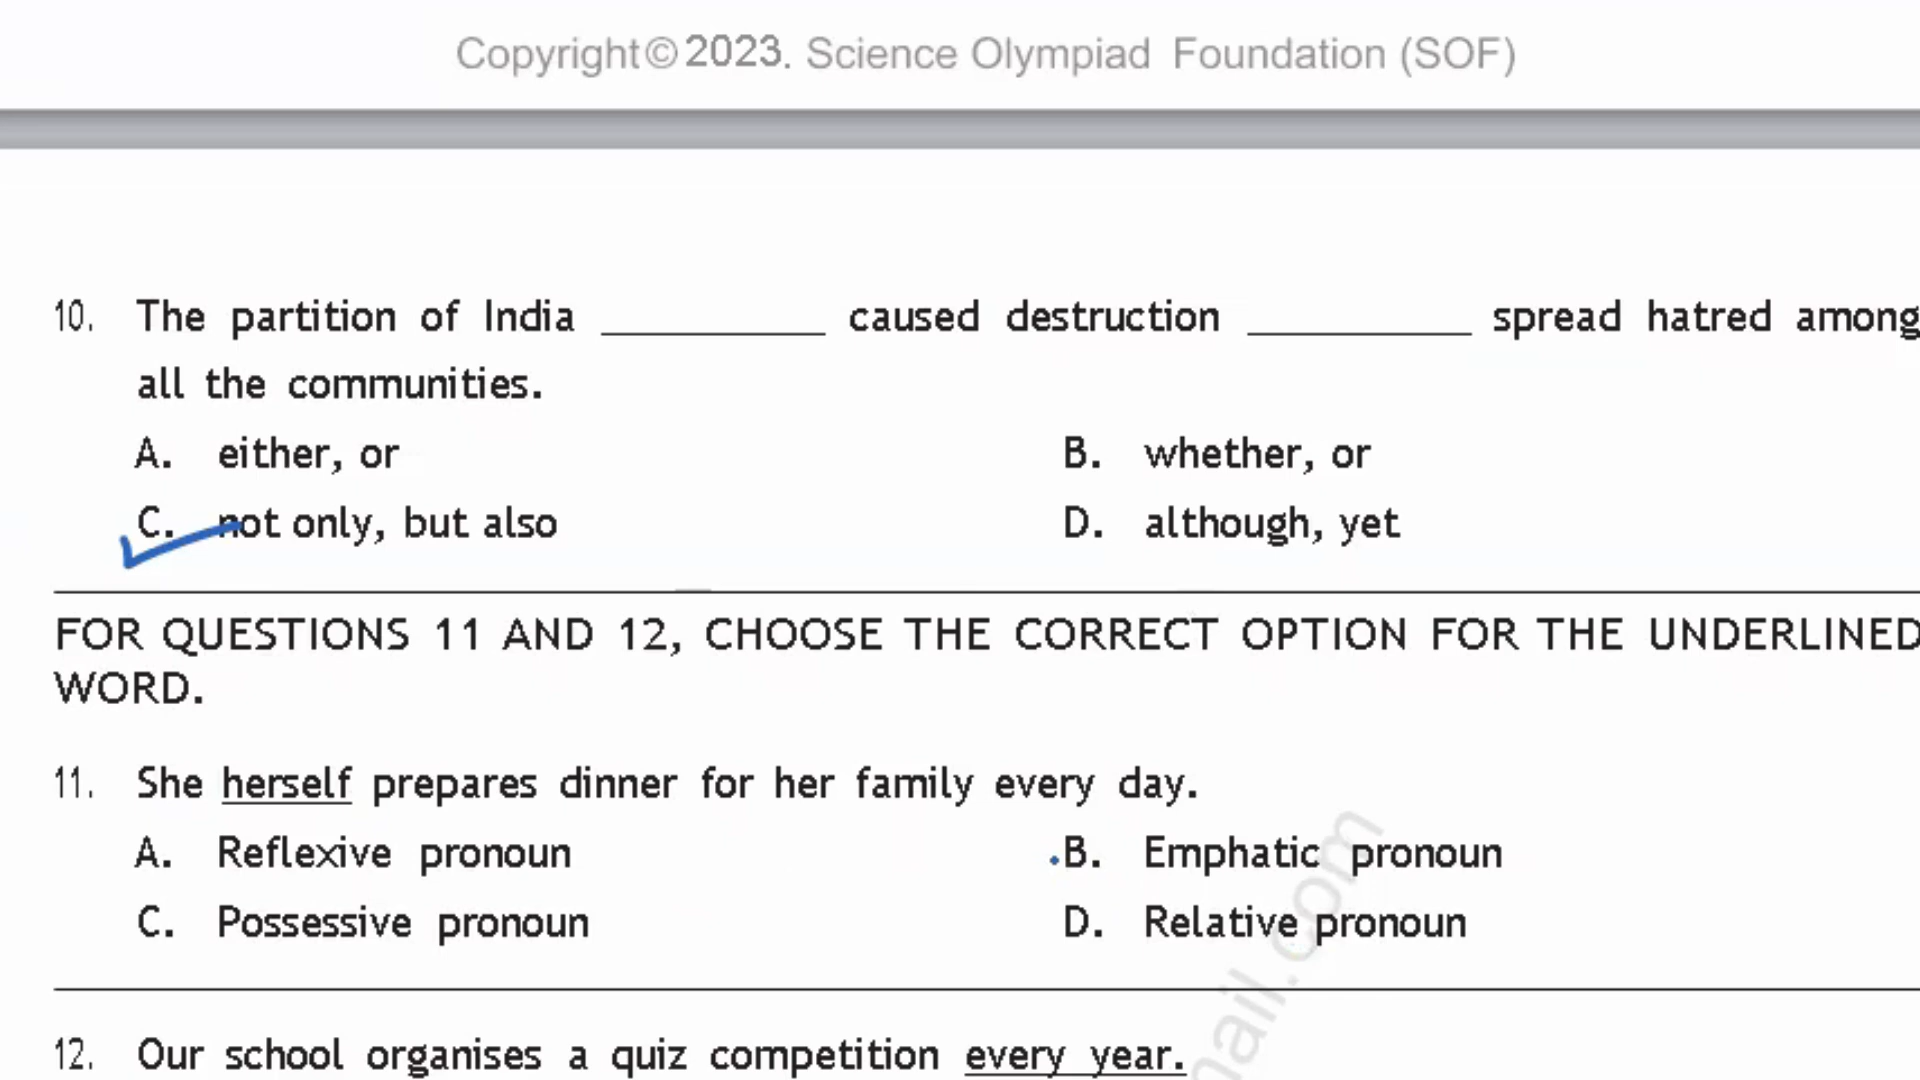 Copyright© 2023. Science Olympiad Foundation (SOF)
10. The partition of India __________ caused destruction __________ spread hatred among
all the communities.
A. either, or B. whether, or
C. not only, but also D. although, yet
FOR QUESTIONS 11 AND 12, CHOOSE THE CORRECT OPTION FOR THE UNDERLINED
WORD.
11. She herself prepares dinner for her family every day.
A. Reflexive pronoun B. Emphatic pronoun
C. Possessive pronoun D. Relative pronoun
mail.com
12. Our school organises a quiz competition every year.